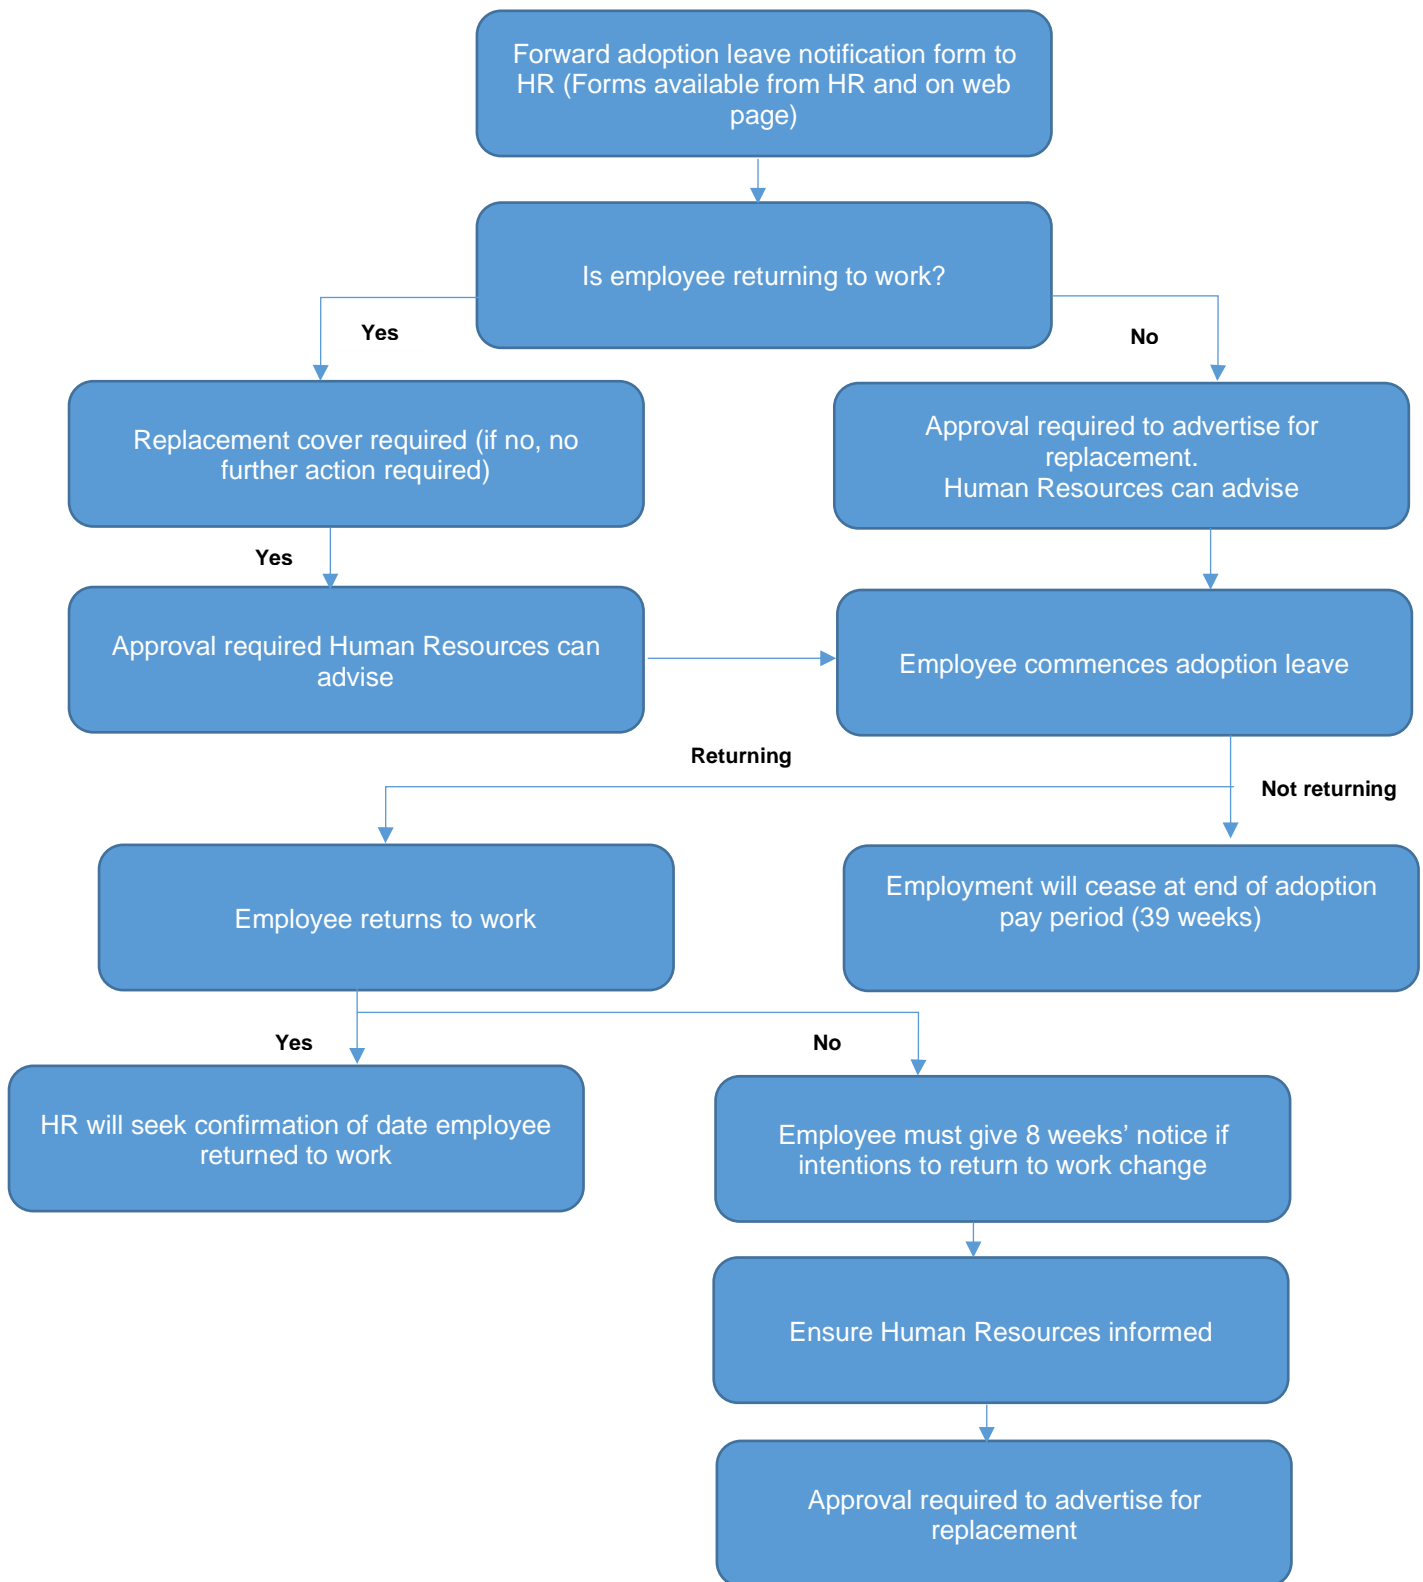 Forward adoption leave notification form to
HR (Forms available from HR and on web
page)
Is employee returning to work?
Yes
No
Replacement cover required (if no, no
further action required)
Approval required to advertise for
replacement.
Human Resources can advise
Yes
Approval required Human Resources can
advise
Employee commences adoption leave
Returning
Not returning
Employee returns to work
Employment will cease at end of adoption
pay period (39 weeks)
Yes
No
HR will seek confirmation of date employee
returned to work
Employee must give 8 weeks’ notice if
intentions to return to work change
Ensure Human Resources informed
Approval required to advertise for
replacement